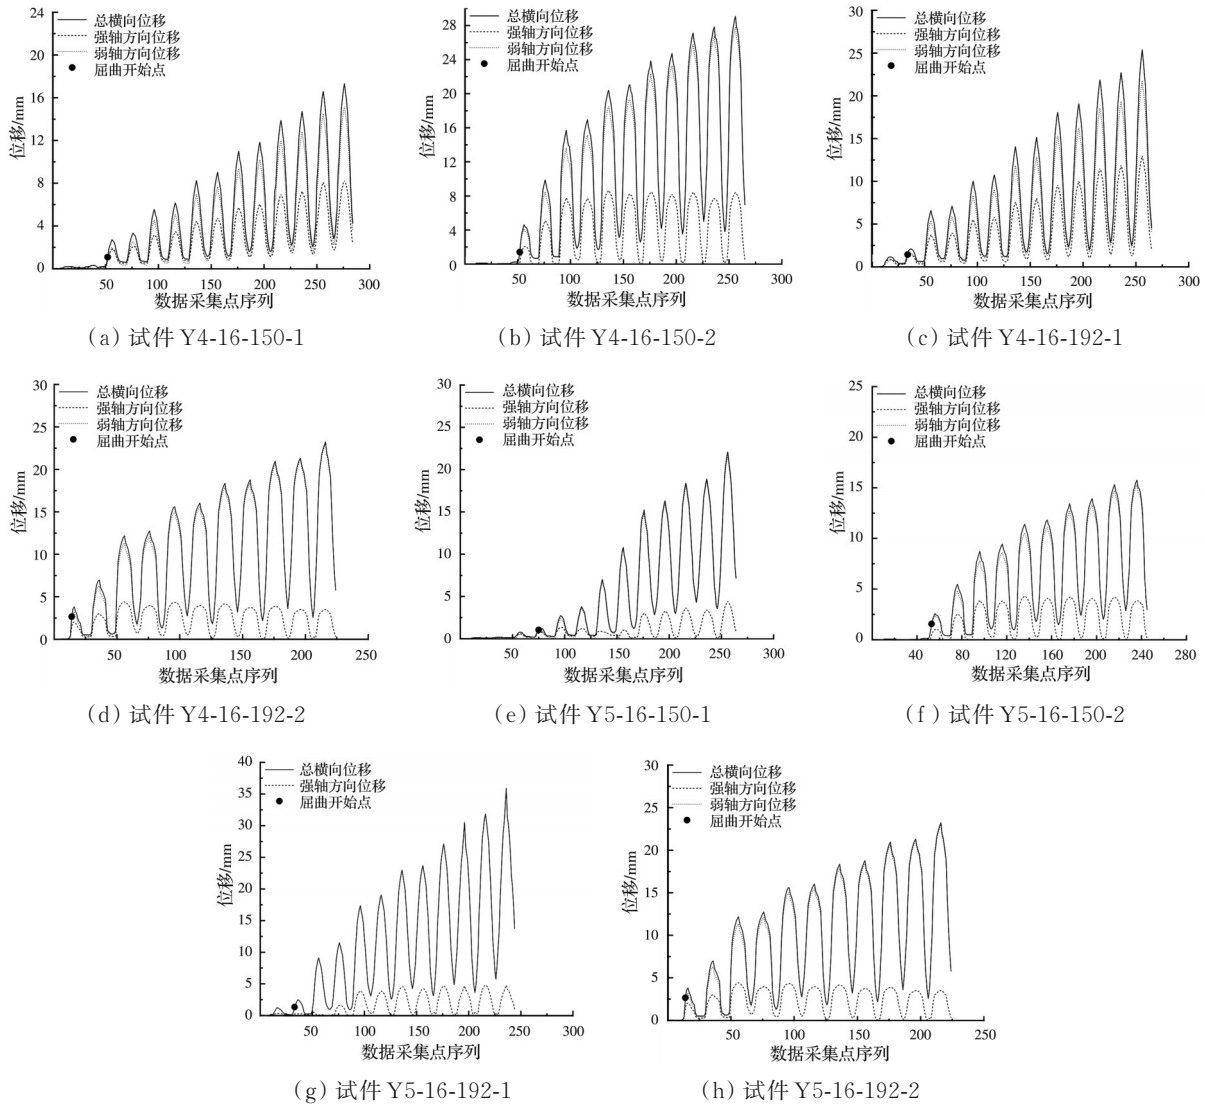 24
20
16
12
8
4
0
位移/mm
总横向位移
强轴方向位移
弱轴方向位移
屈曲开始点
50
100
150
200
250
300
数据采集点序列
(a) 试件 Y4-16-150-1
28
24
20
16
12
8
4
0
位移/mm
总横向位移
强轴方向位移
弱轴方向位移
屈曲开始点
50
100
150
200
250
300
数据采集点序列
(b) 试件 Y4-16-150-2
30
25
20
15
10
5
0
位移/mm
总横向位移
强轴方向位移
弱轴方向位移
屈曲开始点
50
100
150
200
250
300
数据采集点序列
(c) 试件 Y4-16-192-1
30
25
20
15
10
5
0
位移/mm
总横向位移
强轴方向位移
弱轴方向位移
屈曲开始点
50
100
150
200
250
数据采集点序列
(d) 试件 Y4-16-192-2
30
25
20
15
10
5
0
位移/mm
总横向位移
强轴方向位移
弱轴方向位移
屈曲开始点
50
100
150
200
250
300
数据采集点序列
(e) 试件 Y5-16-150-1
25
20
15
10
5
0
位移/mm
总横向位移
强轴方向位移
弱轴方向位移
屈曲开始点
40
80
120
160
200
240
280
数据采集点序列
(f) 试件 Y5-16-150-2
40
35
30
25
20
15
10
5
0
位移/mm
总横向位移
强轴方向位移
屈曲开始点
50
100
150
200
250
300
数据采集点序列
(g) 试件 Y5-16-192-1
30
25
20
15
10
5
0
位移/mm
总横向位移
强轴方向位移
弱轴方向位移
屈曲开始点
50
100
150
200
250
数据采集点序列
(h) 试件 Y5-16-192-2